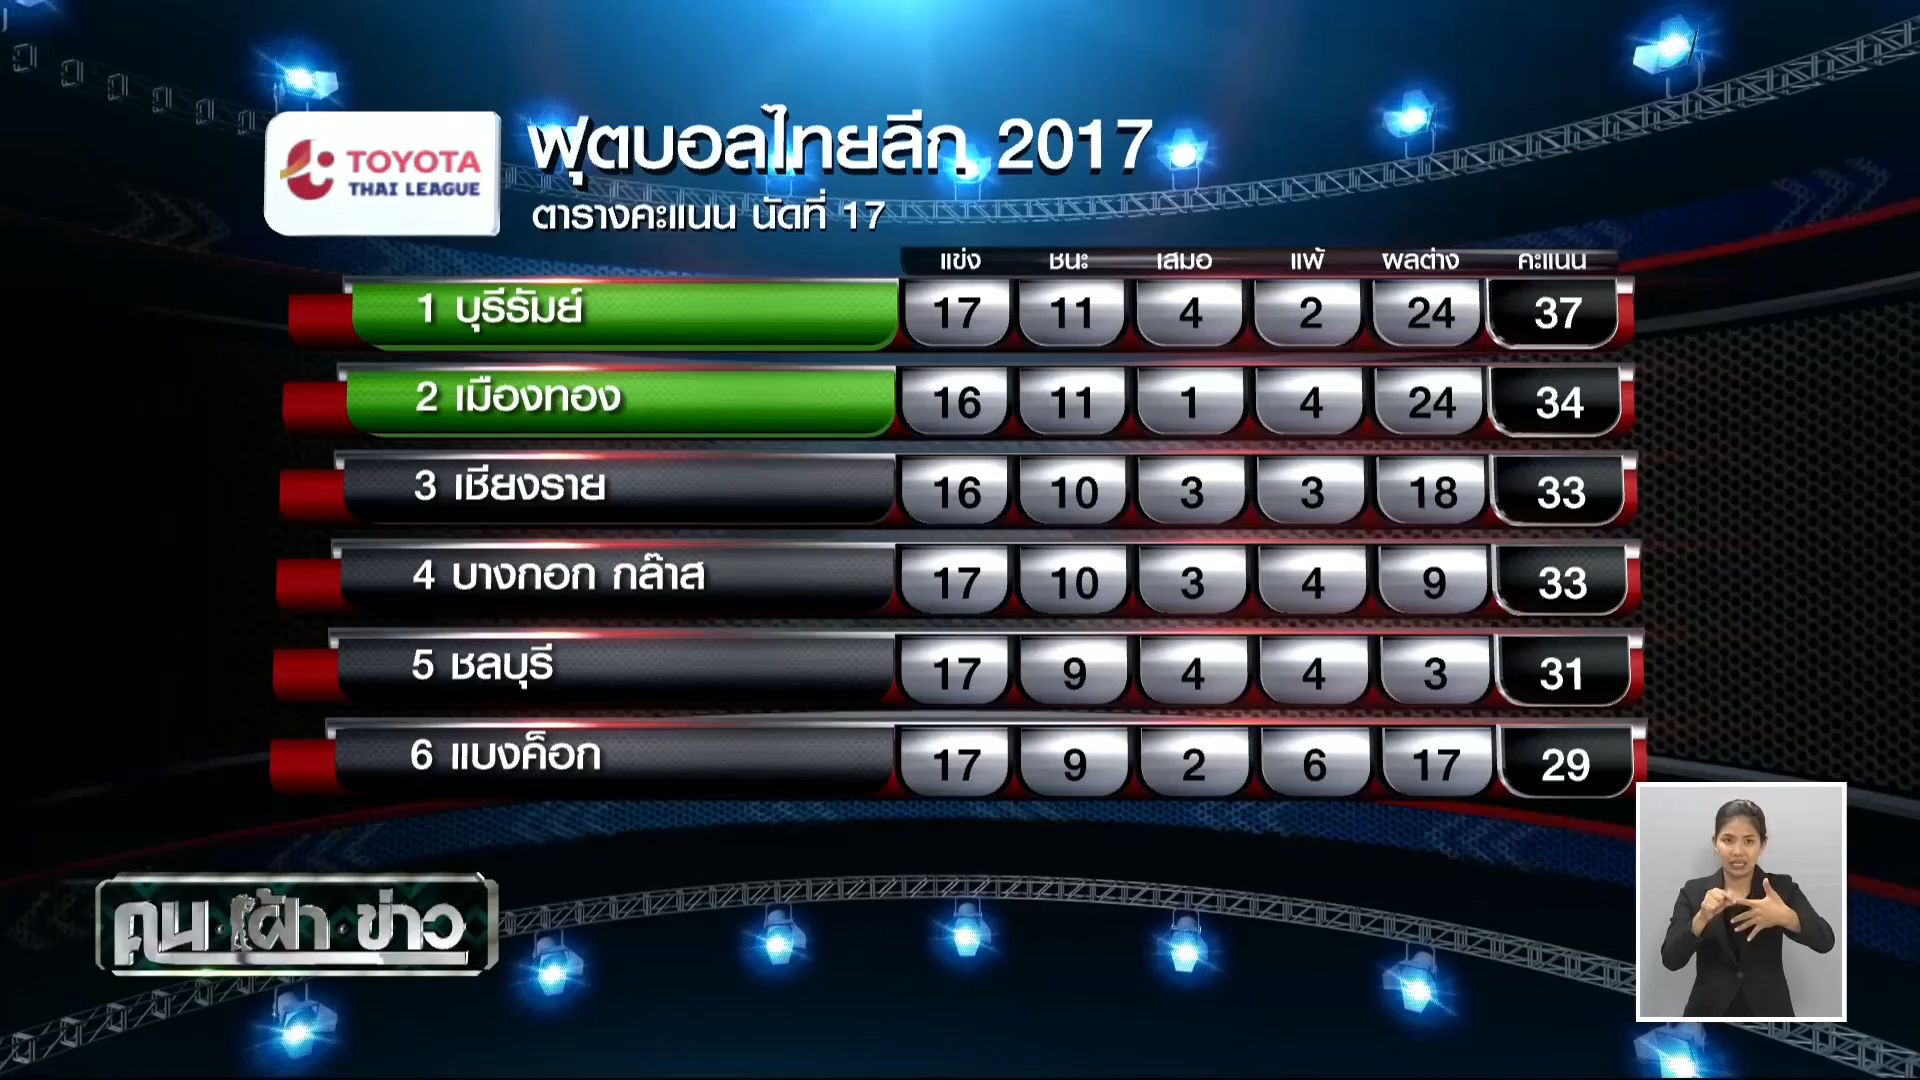 TOYOTA
THAI LEAGUE
ฟุตบอลไทยลีก 2017
ตารางคะแนน นัดที่ 17
แข่ง ชนะ เสมอ แพ้ ผลต่าง คะแนน
1 บุรีรัมย์ 17 11 4 2 24 37
2 เมืองทอง 16 11 1 4 24 34
3 เชียงราย 16 10 3 3 18 33
4 บางกอก กล๊าส 17 10 3 4 9 33
5 ชลบุรี 17 9 4 4 3 31
6 แบงค็อก 17 9 2 6 17 29
คน·เฝ้า·ข่าว